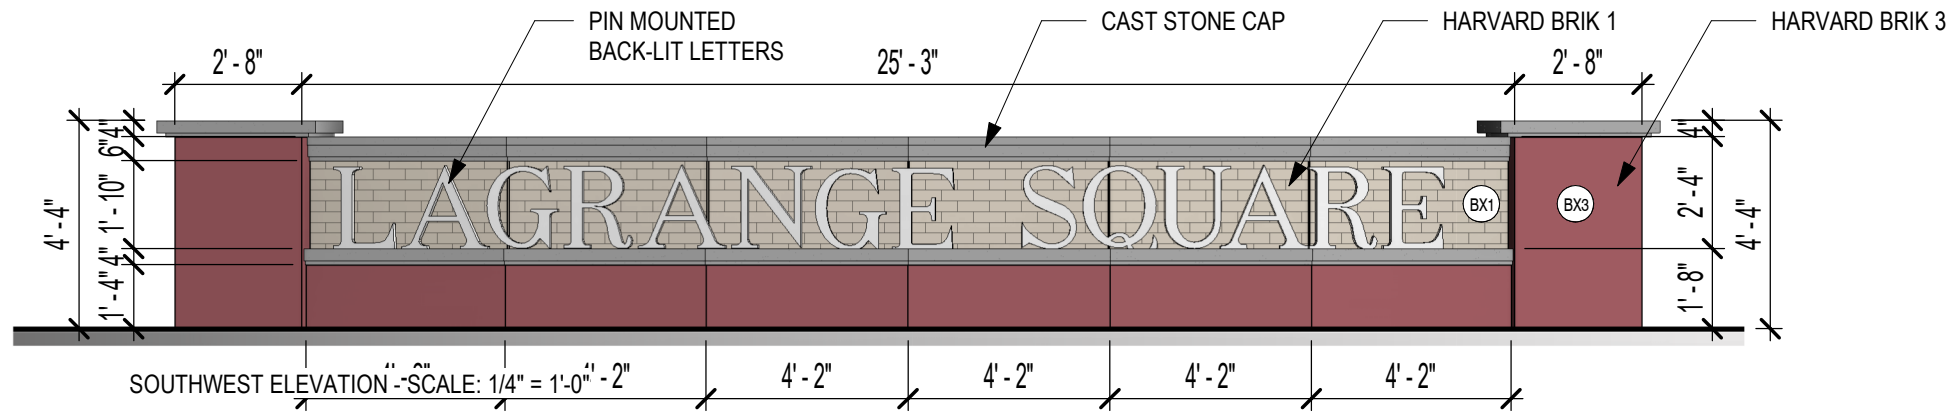 PIN MOUNTED
BACK-LIT LETTERS
CAST STONE CAP
HARVARD BRIK 1
HARVARD BRIK 3
2' - 8"
25' - 3"
2' - 8"
4' - 4"
4"
6"
1' - 10"
4"
1' - 4"
LAGRANGE SQUARE
BX1
BX3
4"
2' - 4"
1' - 8"
4' - 4"
SOUTHWEST ELEVATION - SCALE: 1/4" = 1'-0"
4' - 2"
4' - 2"
4' - 2"
4' - 2"